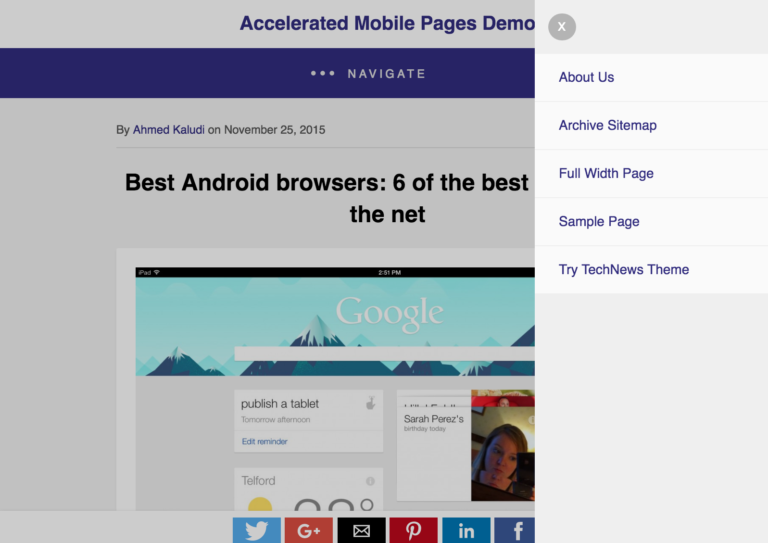 Accelerated Mobile Pages Demo
••• NAVIGATE
By Ahmed Kaludi on November 25, 2015
Best Android browsers: 6 of the best
the net
iPad
2:51 PM
Google
publish a tablet
Tomorrow afternoon
Edit reminder
Sarah Perez's
birthday today
Telford
G+
in
f
X
About Us
Archive Sitemap
Full Width Page
Sample Page
Try TechNews Theme